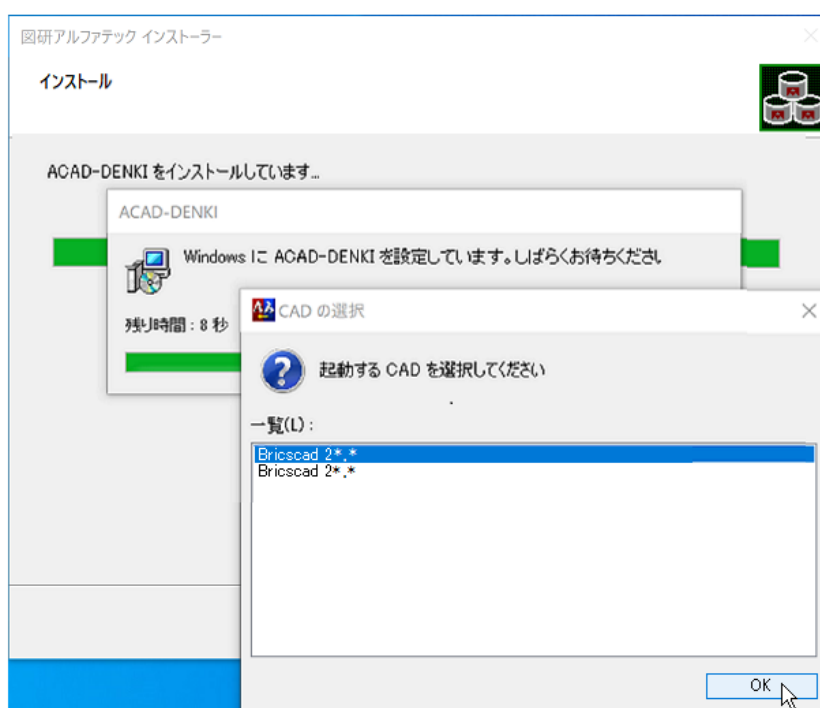 図研アルファテック インストーラー
インストール
ACAD-DENKI をインストールしています...
ACAD-DENKI
Windows に ACAD-DENKI を設定しています。しばらくお待ちくださ
残り時間 : 8 秒
CAD の選択
起動する CAD を選択してください
一覧(L) :
Bricscad 2*.*
Bricscad 2*.*
OK